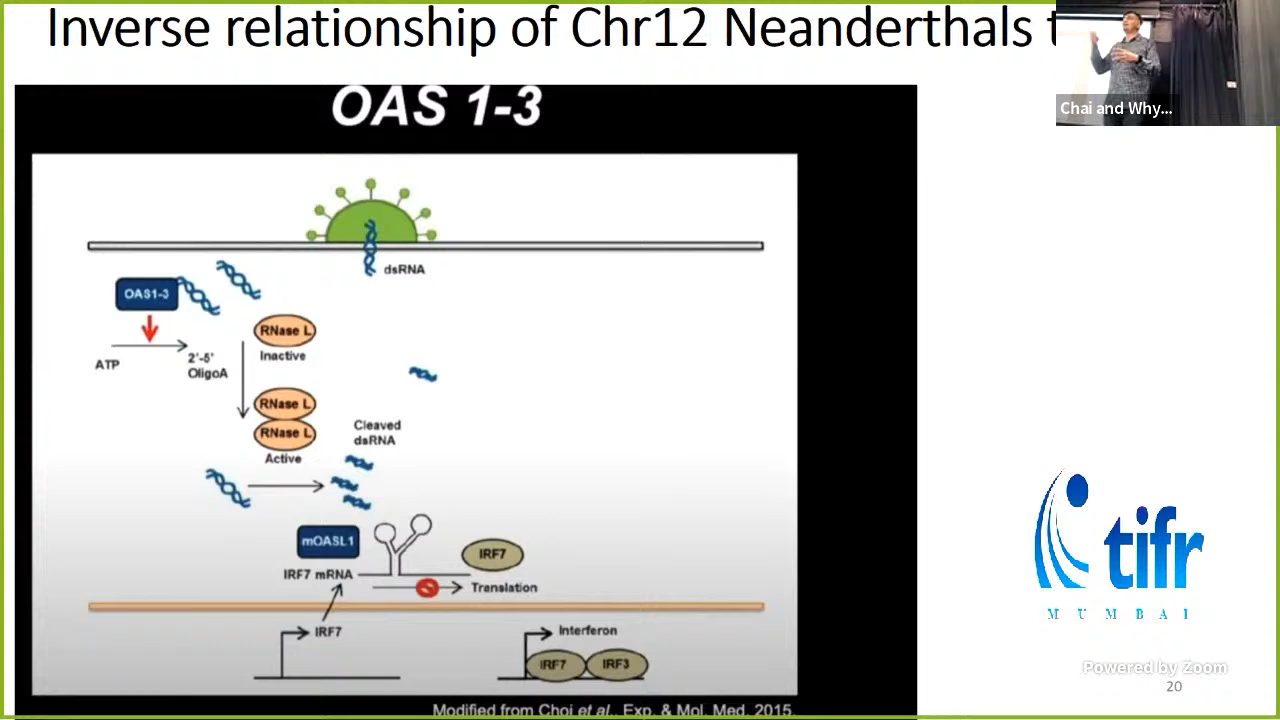 Inverse relationship of Chr12 Neanderthals
Chai and Why...
OAS 1-3
dsRNA
OAS1-3
RNase L
Inactive
ATP
2'-5'
OligoA
RNase L
RNase L
Active
Cleaved
dsRNA
mOASL1
IRF7
IRF7 mRNA
Translation
IRF7
Interferon
IRF7
IRF3
tifr
MUMBAI
Powered by Zoom
20
Modified from Choi et al., Exp. & Mol. Med. 2015.